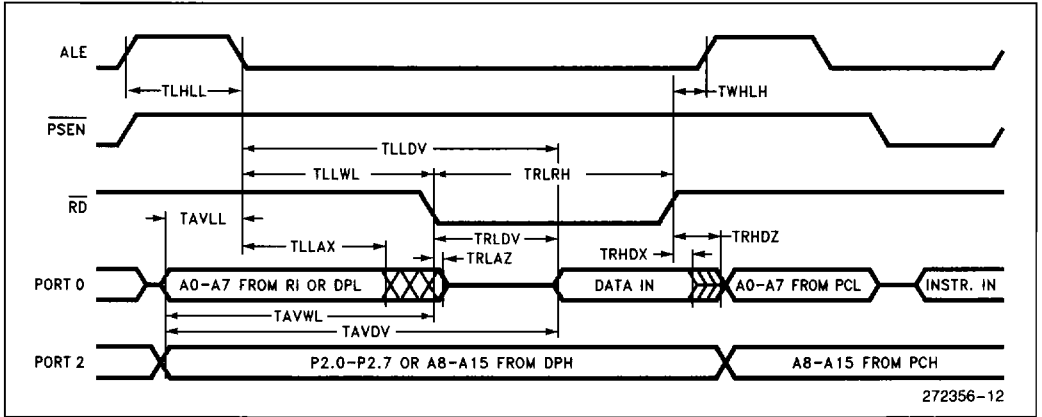 ALE
TLHLL
TWHLH
PSEN
TLLDV
TLLWL
TRLRH
RD
TAVLL
TRLDV
TRHDZ
TLLAX
TRLAZ
TRHDX
PORT 0
A0-A7 FROM RI OR DPL
DATA IN
A0-A7 FROM PCL
INSTR. IN
TAVWL
TAVDV
PORT 2
P2.0-P2.7 OR A8-A15 FROM DPH
A8-A15 FROM PCH
272356-12